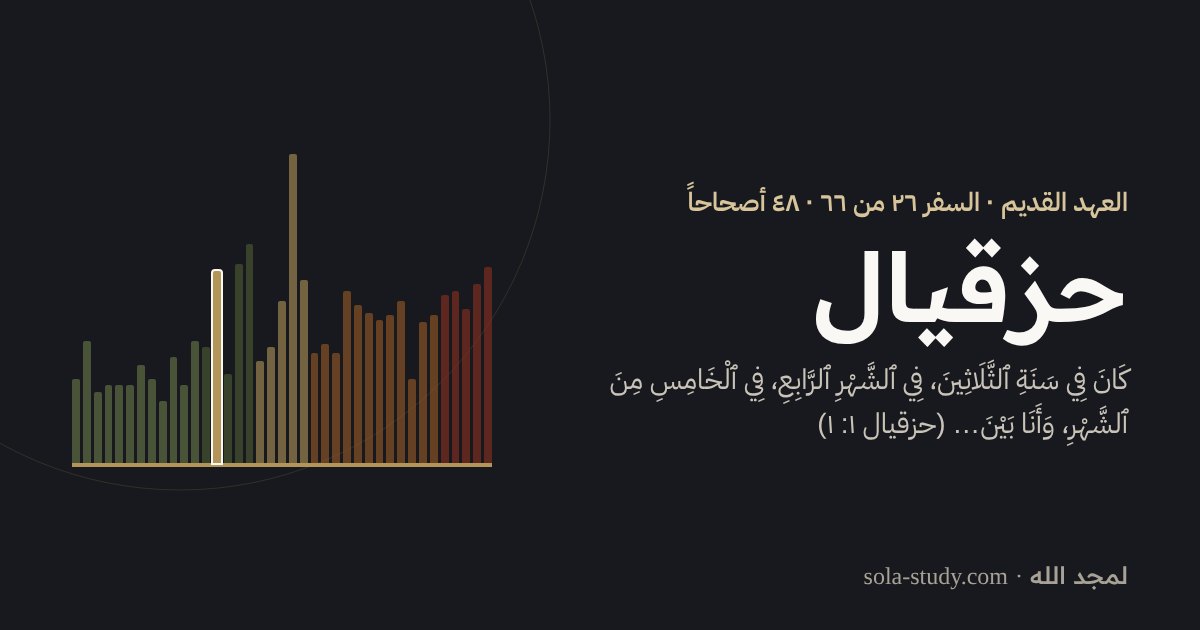 العهد القديم · السفر ٢٦ من ٦٦ · ٤٨ أصحاحاً
حزقيال
كَانَ فِي سَنَةِ ٱلثَّلَاثِينَ، فِي ٱلشَّهْرِ ٱلرَّابِعِ، فِي ٱلْخَامِسِ مِنَ
ٱلشَّهْرِ، وَأَنَا بَيْنَ… (حزقيال ١: ١)
لمجد الله · sola-study.com